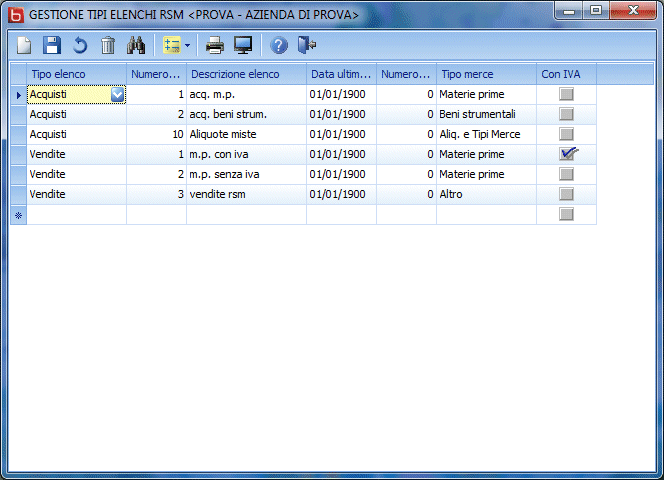 GESTIONE TIPI ELENCHI RSM <PROVA - AZIENDA DI PROVA>
Tipo elenco Numero... Descrizione elenco Data ultim... Numero... Tipo merce Con IVA
Acquisti 1 acq. m.p. 01/01/1900 0 Materie prime
Acquisti 2 acq. beni strum. 01/01/1900 0 Beni strumentali
Acquisti 10 Aliquote miste 01/01/1900 0 Aliq. e Tipi Merce
Vendite 1 m.p. con iva 01/01/1900 0 Materie prime
Vendite 2 m.p. senza iva 01/01/1900 0 Materie prime
Vendite 3 vendite rsm 01/01/1900 0 Altro